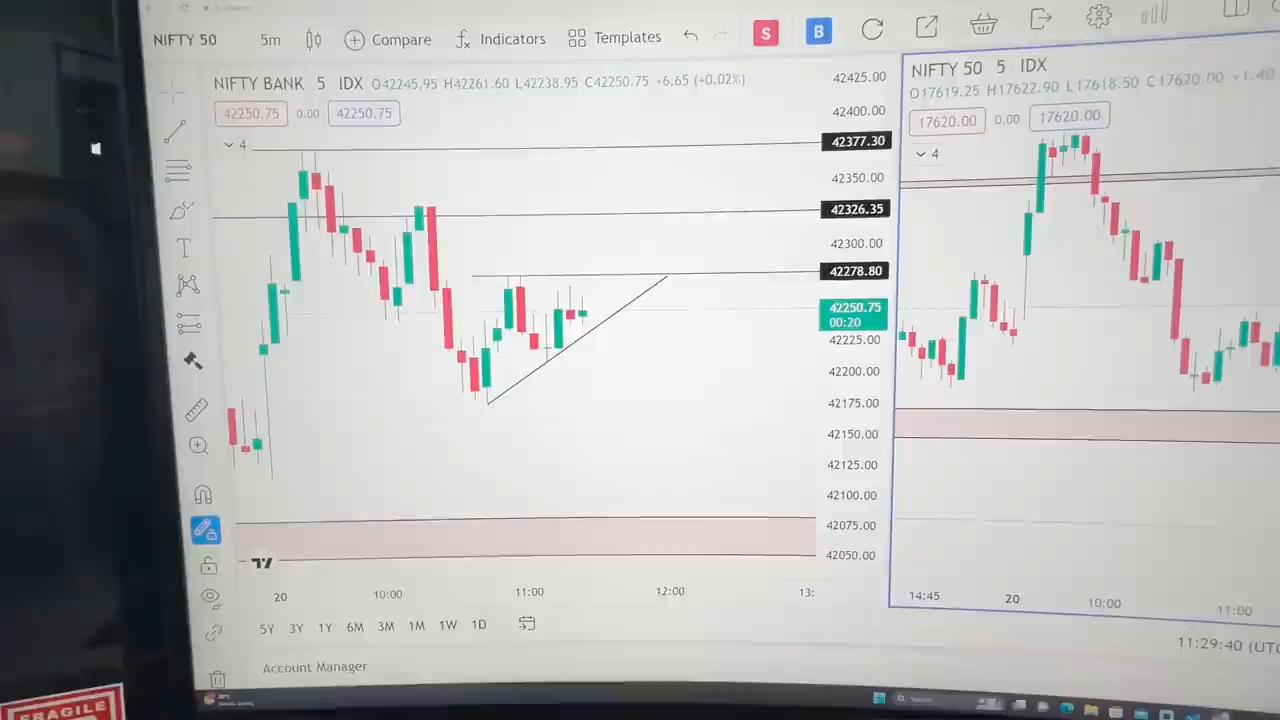 NIFTY 50 5m Compare Indicators Templates S B
NIFTY BANK 5 IDX O42245.95 H42261.60 L42238.95 C42250.75 +6.65 (+0.02%)
42250.75 0.00 42250.75
4
42425.00
42400.00
42377.30
42350.00
42326.35
42300.00
42278.80
42250.75
00:20
42225.00
42200.00
42175.00
42150.00
42125.00
42100.00
42075.00
42050.00
20 10:00 11:00 12:00 13:
5Y 3Y 1Y 6M 3M 1M 1W 1D
Account Manager
NIFTY 50 5 IDX
O17619.25 H17622.90 L17618.50 C17620.00 +1.40
17620.00 0.00 17620.00
4
14:45 20 10:00 11:00
11:29:40 (UTC
FRAGILE